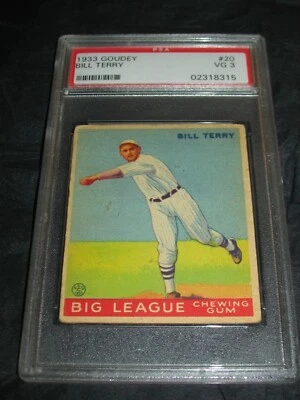 PSA
1933 GOUDEY #20
BILL TERRY VG 3
02318315
BILL TERRY
BIG LEAGUE CHEWING
GUM